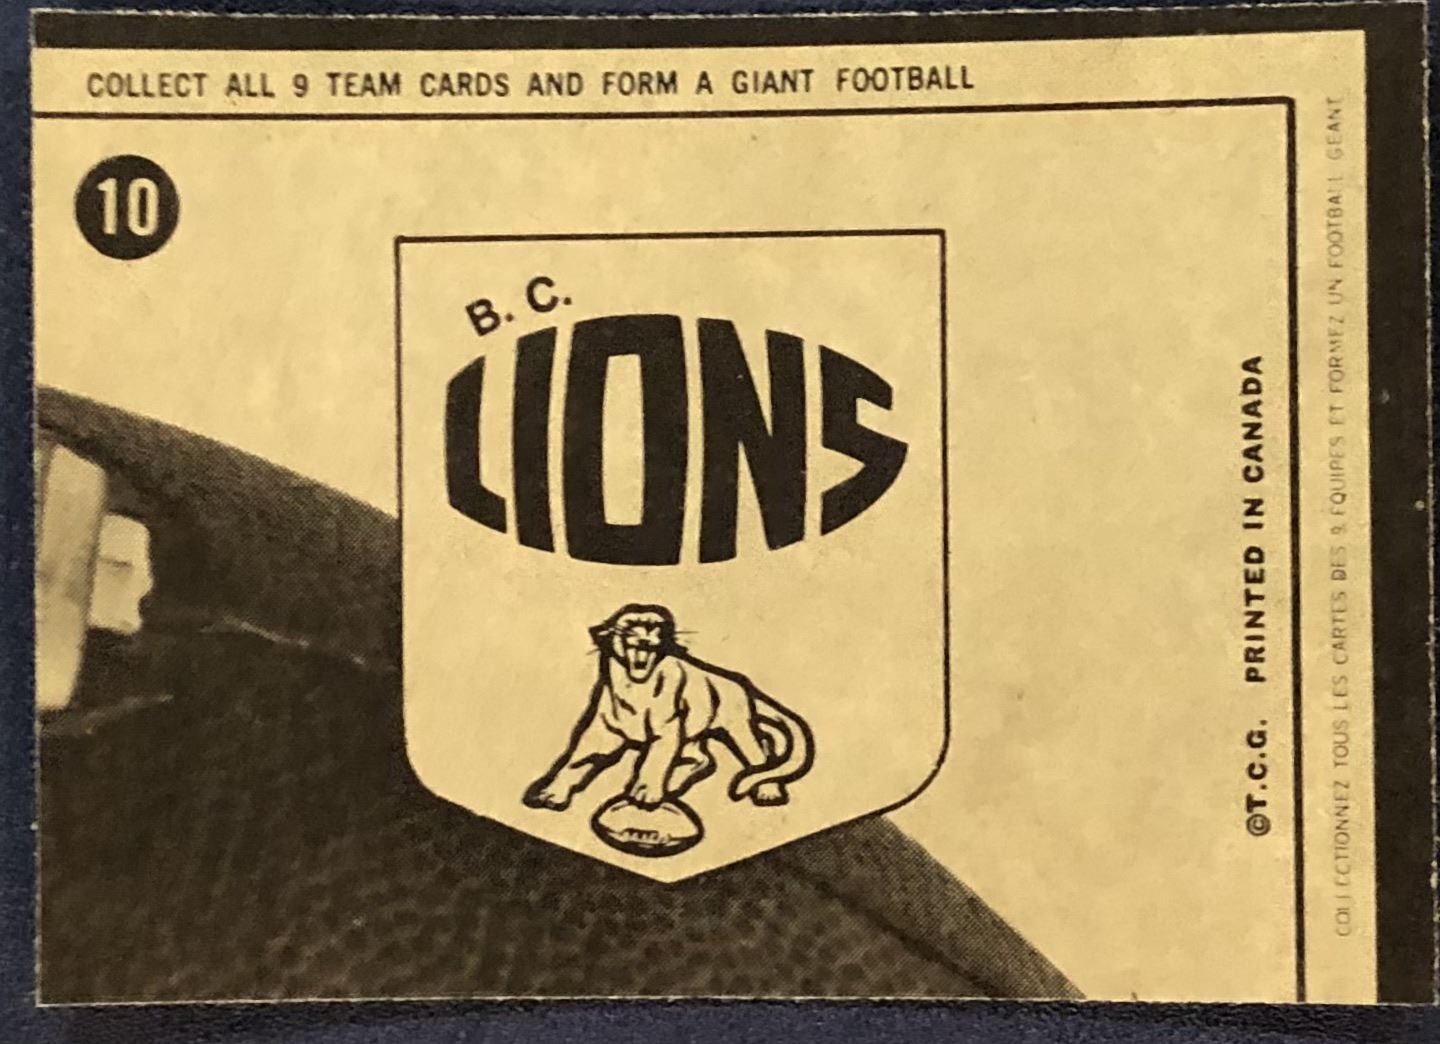 COLLECT ALL 9 TEAM CARDS AND FORM A GIANT FOOTBALL
10
B. C.
LIONS
©T.C.G. PRINTED IN CANADA
COLLECTIONNEZ TOUS LES CARTES DES 9 EQUIPES ET FORMEZ UN FOOTBALL GEANT